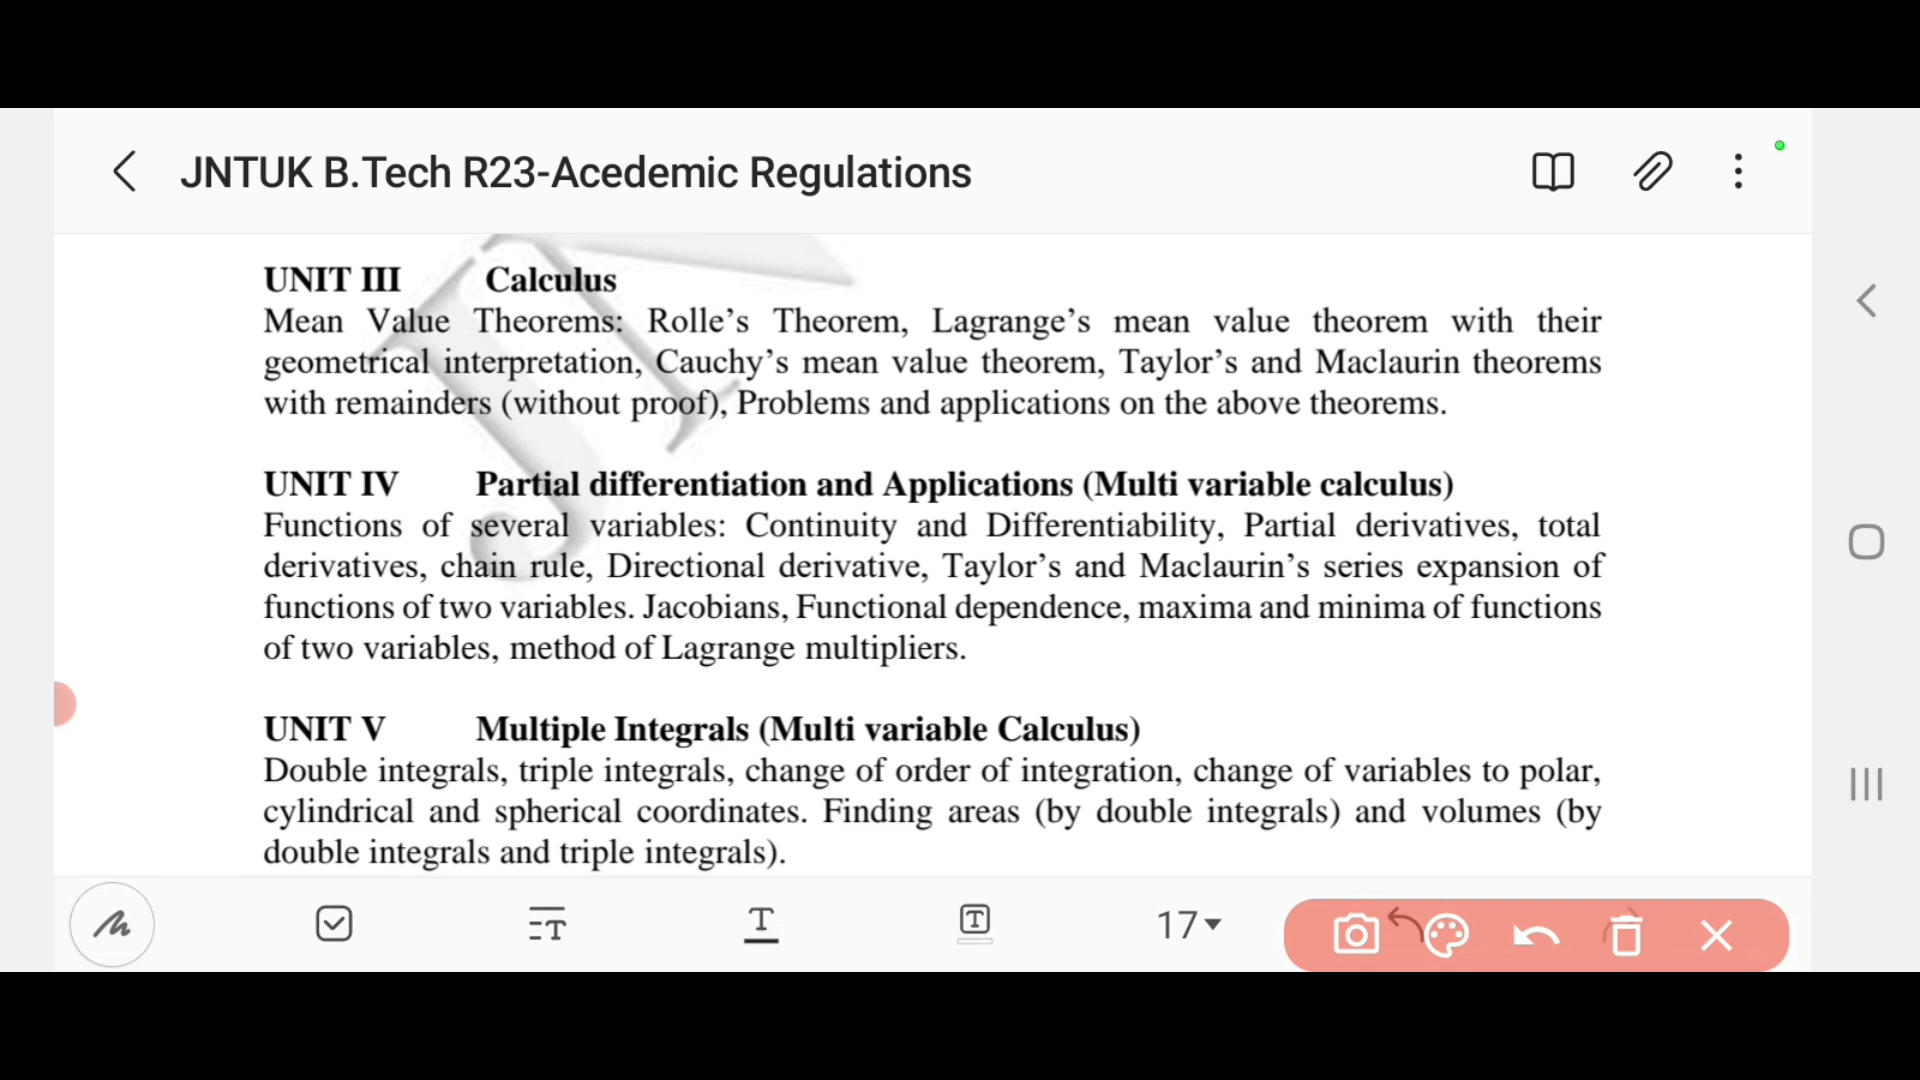 JNTUK B.Tech R23-Acedemic Regulations
UNIT III Calculus
Mean Value Theorems: Rolle's Theorem, Lagrange's mean value theorem with their
geometrical interpretation, Cauchy's mean value theorem, Taylor's and Maclaurin theorems
with remainders (without proof), Problems and applications on the above theorems.
UNIT IV Partial differentiation and Applications (Multi variable calculus)
Functions of several variables: Continuity and Differentiability, Partial derivatives, total
derivatives, chain rule, Directional derivative, Taylor's and Maclaurin's series expansion of
functions of two variables. Jacobians, Functional dependence, maxima and minima of functions
of two variables, method of Lagrange multipliers.
UNIT V Multiple Integrals (Multi variable Calculus)
Double integrals, triple integrals, change of order of integration, change of variables to polar,
cylindrical and spherical coordinates. Finding areas (by double integrals) and volumes (by
double integrals and triple integrals).
17